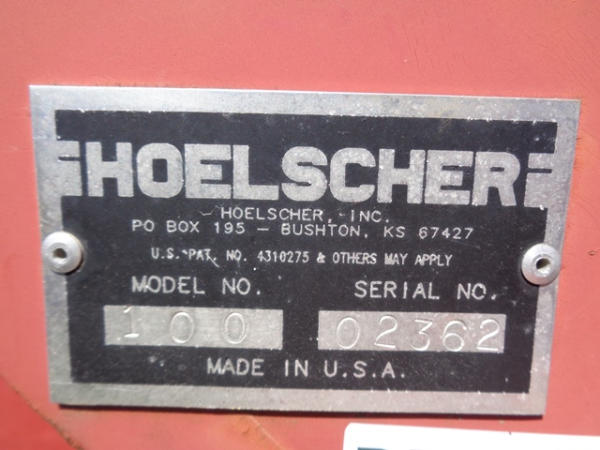 HOELSCHER
HOELSCHER, INC.
PO BOX 195 - BUSHTON, KS 67427
U.S. PAT. NO. 4310275 & OTHERS MAY APPLY
MODEL NO. SERIAL NO.
100 02362
MADE IN U.S.A.